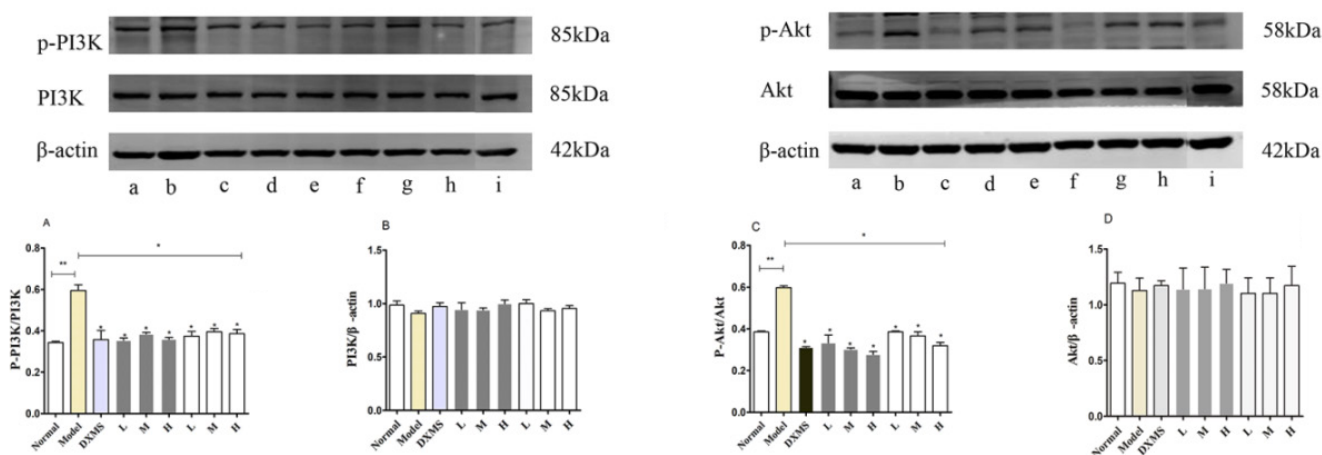 p-PI3K 85kDa
PI3K 85kDa
β-actin 42kDa
a b c d e f g h i
p-Akt 58kDa
Akt 58kDa
β-actin 42kDa
a b c d e f g h i
A
P-PI3K/PI3K
0.8
0.6
0.4
0.2
0.0
** *
* * * * * * *
Normal Model DXMS L M H L M H
B
PI3K/β -actin
1.5
1.0
0.5
0.0
Normal Model DXMS L M H L M H
C
P-Akt/Akt
0.8
0.6
0.4
0.2
0.0
** *
* * * * * * *
Normal Model DXMS L M H L M H
D
Akt/β -actin
1.5
1.0
0.5
0.0
Normal Model DXMS L M H L M H